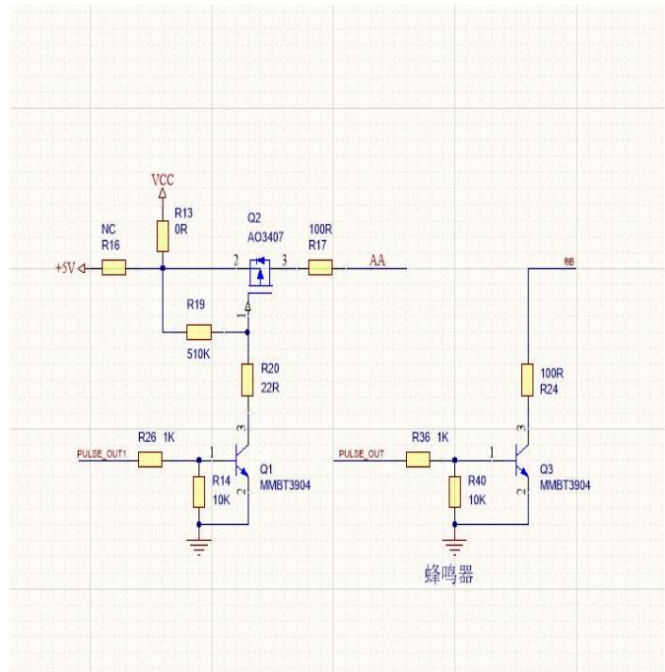 VCC
R13
0R
NC
R16
+5V
Q2
AO3407
100R
R17
2
3
AA
BB
R19
510K
1
R20
22R
100R
R24
R26 1K
3
PULSE_OUT1
1
Q1
MMBT3904
R14
10K
2
R36 1K
3
PULSE_OUT
1
Q3
MMBT3904
R40
10K
2
蜂鸣器